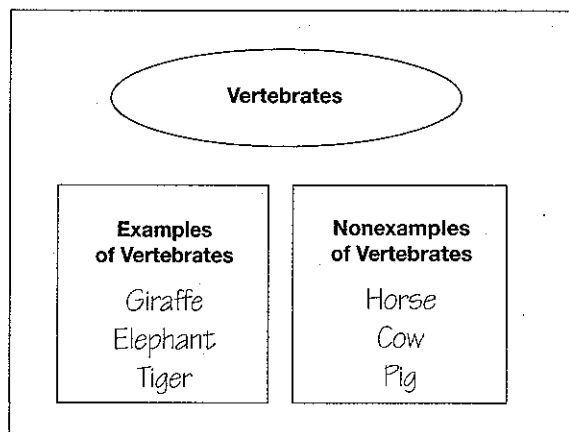 Vertebrates
Examples
of Vertebrates
Giraffe
Elephant
Tiger
Nonexamples
of Vertebrates
Horse
Cow
Pig